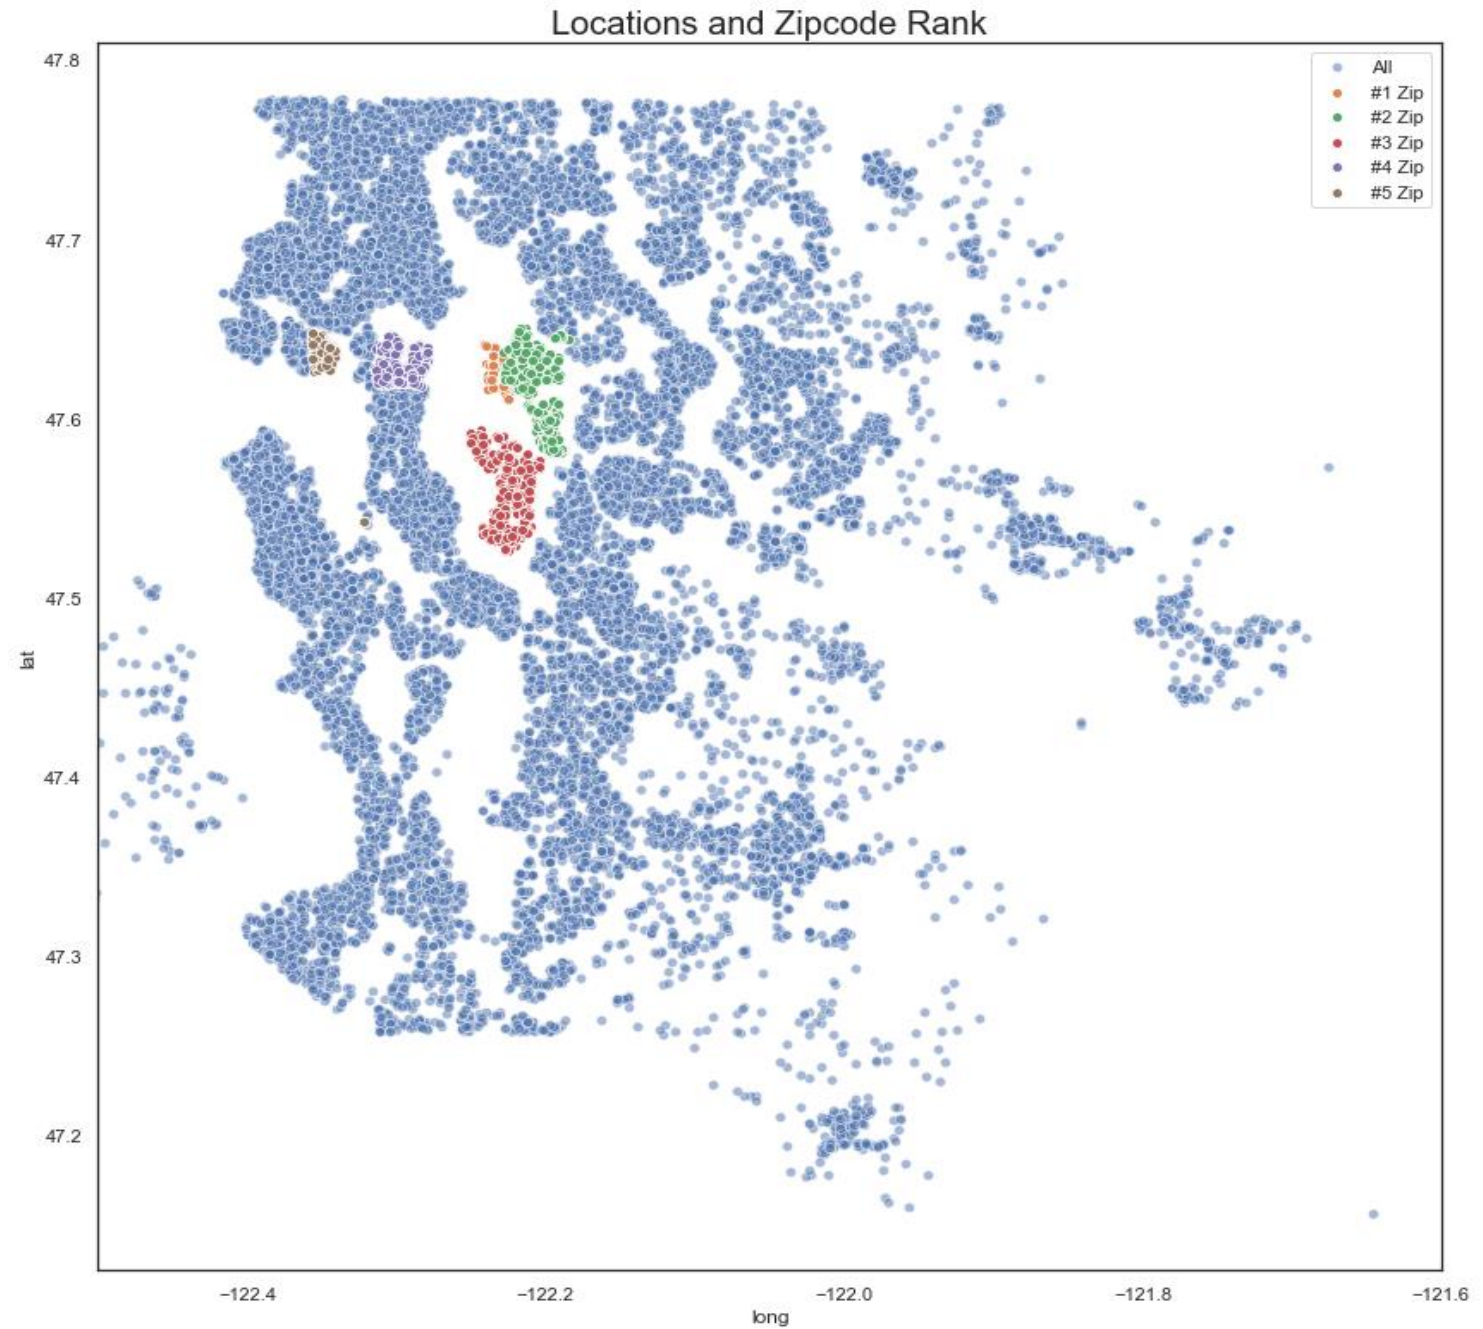 Locations and Zipcode Rank
47.8
47.7
47.6
47.5
47.4
47.3
47.2
lat
All
#1 Zip
#2 Zip
#3 Zip
#4 Zip
#5 Zip
−122.4
−122.2
−122.0
−121.8
−121.6
long